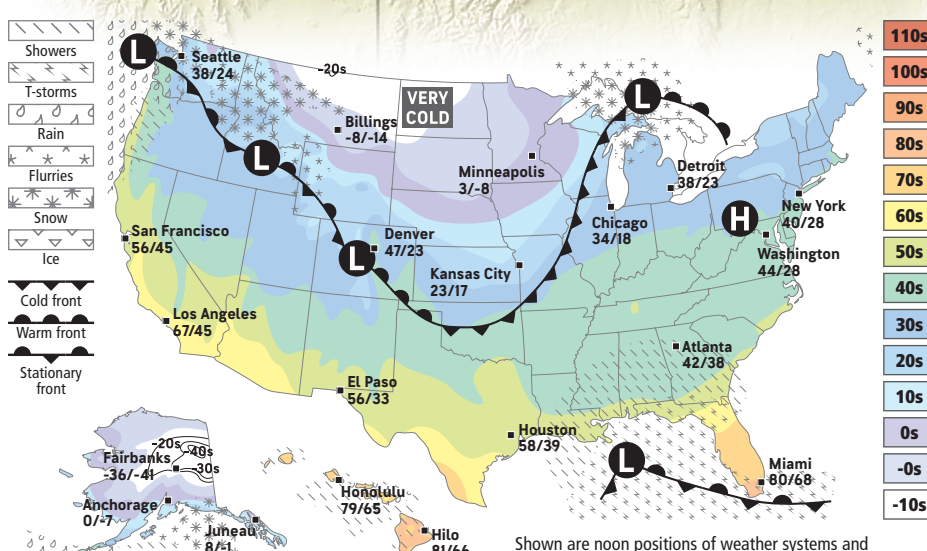 Showers
T-storms
Rain
Flurries
Snow
Ice
Cold front
Warm front
Stationary
front
L
Seattle
38/24
-20s
VERY
COLD
Billings
-8/-14
L
Minneapolis
3/-8
L
Detroit
38/23
Chicago
34/18
New York
40/28
H
Washington
44/28
San Francisco
56/45
Denver
47/23
L
Kansas City
23/17
Los Angeles
67/45
Atlanta
42/38
El Paso
56/33
Houston
58/39
L
Miami
80/68
-20s
-40s
-30s
Fairbanks
-36/-41
Anchorage
0/-7
Juneau
8/-1
Honolulu
79/65
Hilo
81/66
110s
100s
90s
80s
70s
60s
50s
40s
30s
20s
10s
0s
-0s
-10s
Shown are noon positions of weather systems and